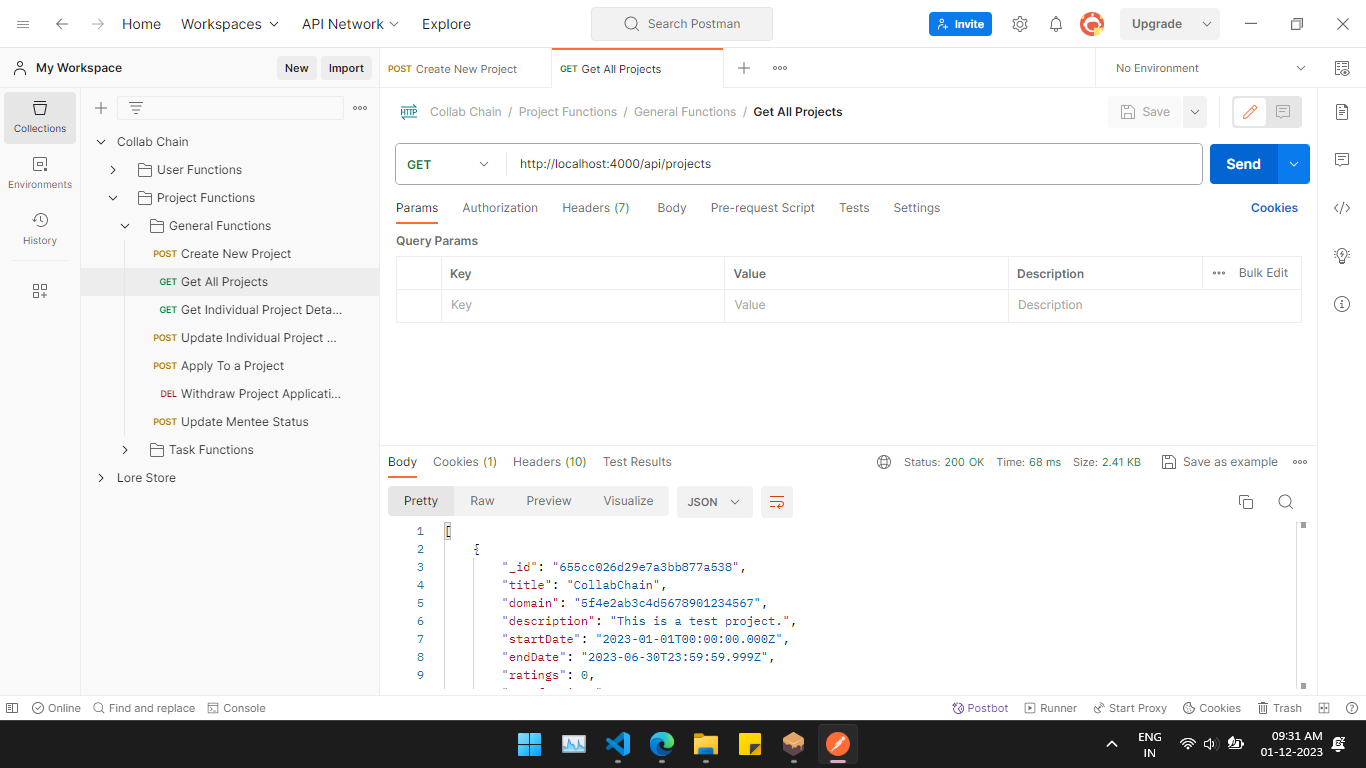 Home Workspaces API Network Explore Search Postman Invite Upgrade
My Workspace New Import POST Create New Project GET Get All Projects No Environment
Collections
Environments
History
Collab Chain
User Functions
Project Functions
General Functions
POST Create New Project
GET Get All Projects
GET Get Individual Project Deta...
POST Update Individual Project ...
POST Apply To a Project
DEL Withdraw Project Applicati...
POST Update Mentee Status
Task Functions
Lore Store
HTTP Collab Chain / Project Functions / General Functions / Get All Projects Save
GET http://localhost:4000/api/projects Send
Params Authorization Headers (7) Body Pre-request Script Tests Settings Cookies
Query Params
Key Value Description Bulk Edit
Key Value Description
Body Cookies (1) Headers (10) Test Results Status: 200 OK Time: 68 ms Size: 2.41 KB Save as example
Pretty Raw Preview Visualize JSON
1 [
2 {
3 "_id": "655cc026d29e7a3bb877a538",
4 "title": "CollabChain",
5 "domain": "5f4e2ab3c4d5678901234567",
6 "description": "This is a test project.",
7 "startDate": "2023-01-01T00:00:00.000Z",
8 "endDate": "2023-06-30T23:59:59.999Z",
9 "ratings": 0,
Online Find and replace Console Postbot Runner Start Proxy Cookies Trash
ENG
IN
09:31 AM
01-12-2023